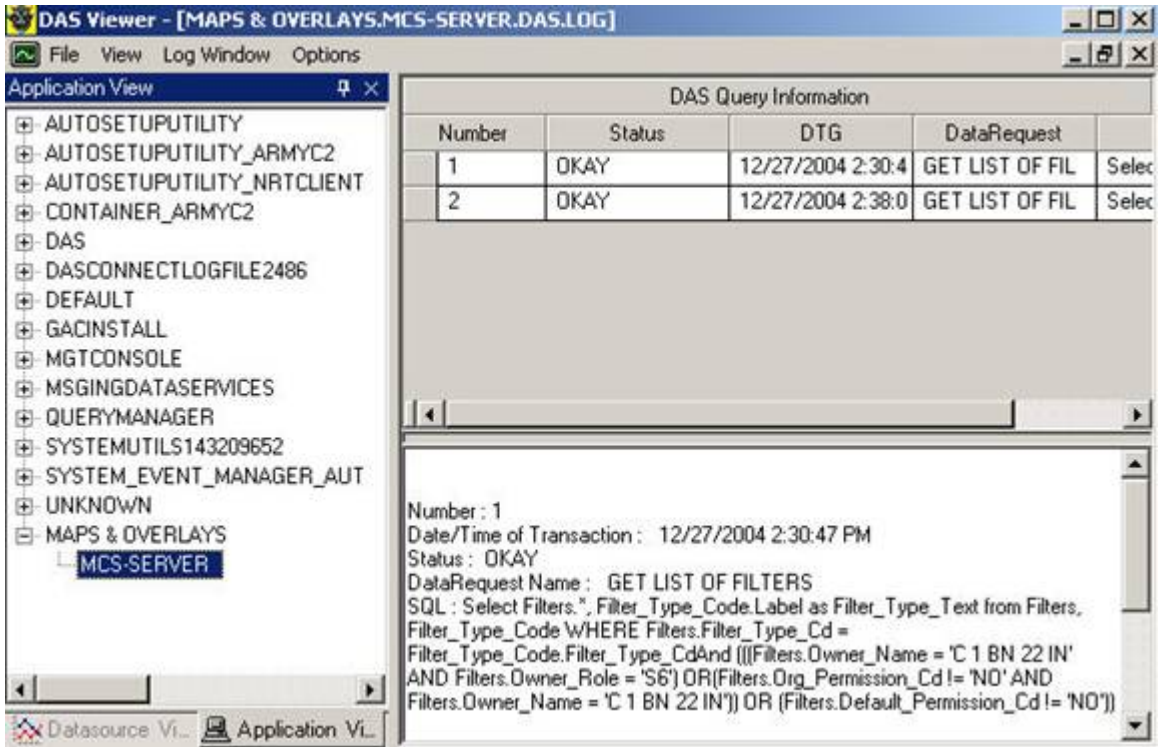 DAS Viewer - [MAPS & OVERLAYS.MCS-SERVER.DAS.LOG]
File View Log Window Options
Application View
AUTOSETUPUTILITY
AUTOSETUPUTILITY_ARMYC2
AUTOSETUPUTILITY_NRTCLIENT
CONTAINER_ARMYC2
DAS
DASCONNECTLOGFILE2486
DEFAULT
GACINSTALL
MGTCONSOLE
MSGINGDATASERVICES
QUERYMANAGER
SYSTEMUTILS143209652
SYSTEM_EVENT_MANAGER_AUT
UNKNOWN
MAPS & OVERLAYS
MCS-SERVER
Datasource Vi... Application Vi...
DAS Query Information
Number Status DTG DataRequest
1 OKAY 12/27/2004 2:30:4 GET LIST OF FIL Selec
2 OKAY 12/27/2004 2:38:0 GET LIST OF FIL Selec
Number : 1
Date/Time of Transaction : 12/27/2004 2:30:47 PM
Status : OKAY
DataRequest Name : GET LIST OF FILTERS
SQL : Select Filters.*, Filter_Type_Code.Label as Filter_Type_Text from Filters,
Filter_Type_Code WHERE Filters.Filter_Type_Cd =
Filter_Type_Code.Filter_Type_CdAnd (((Filters.Owner_Name = 'C 1 BN 22 IN'
AND Filters.Owner_Role = 'S6') OR(Filters.Org_Permission_Cd != 'NO' AND
Filters.Owner_Name = 'C 1 BN 22 IN')) OR (Filters.Default_Permission_Cd != 'NO'))